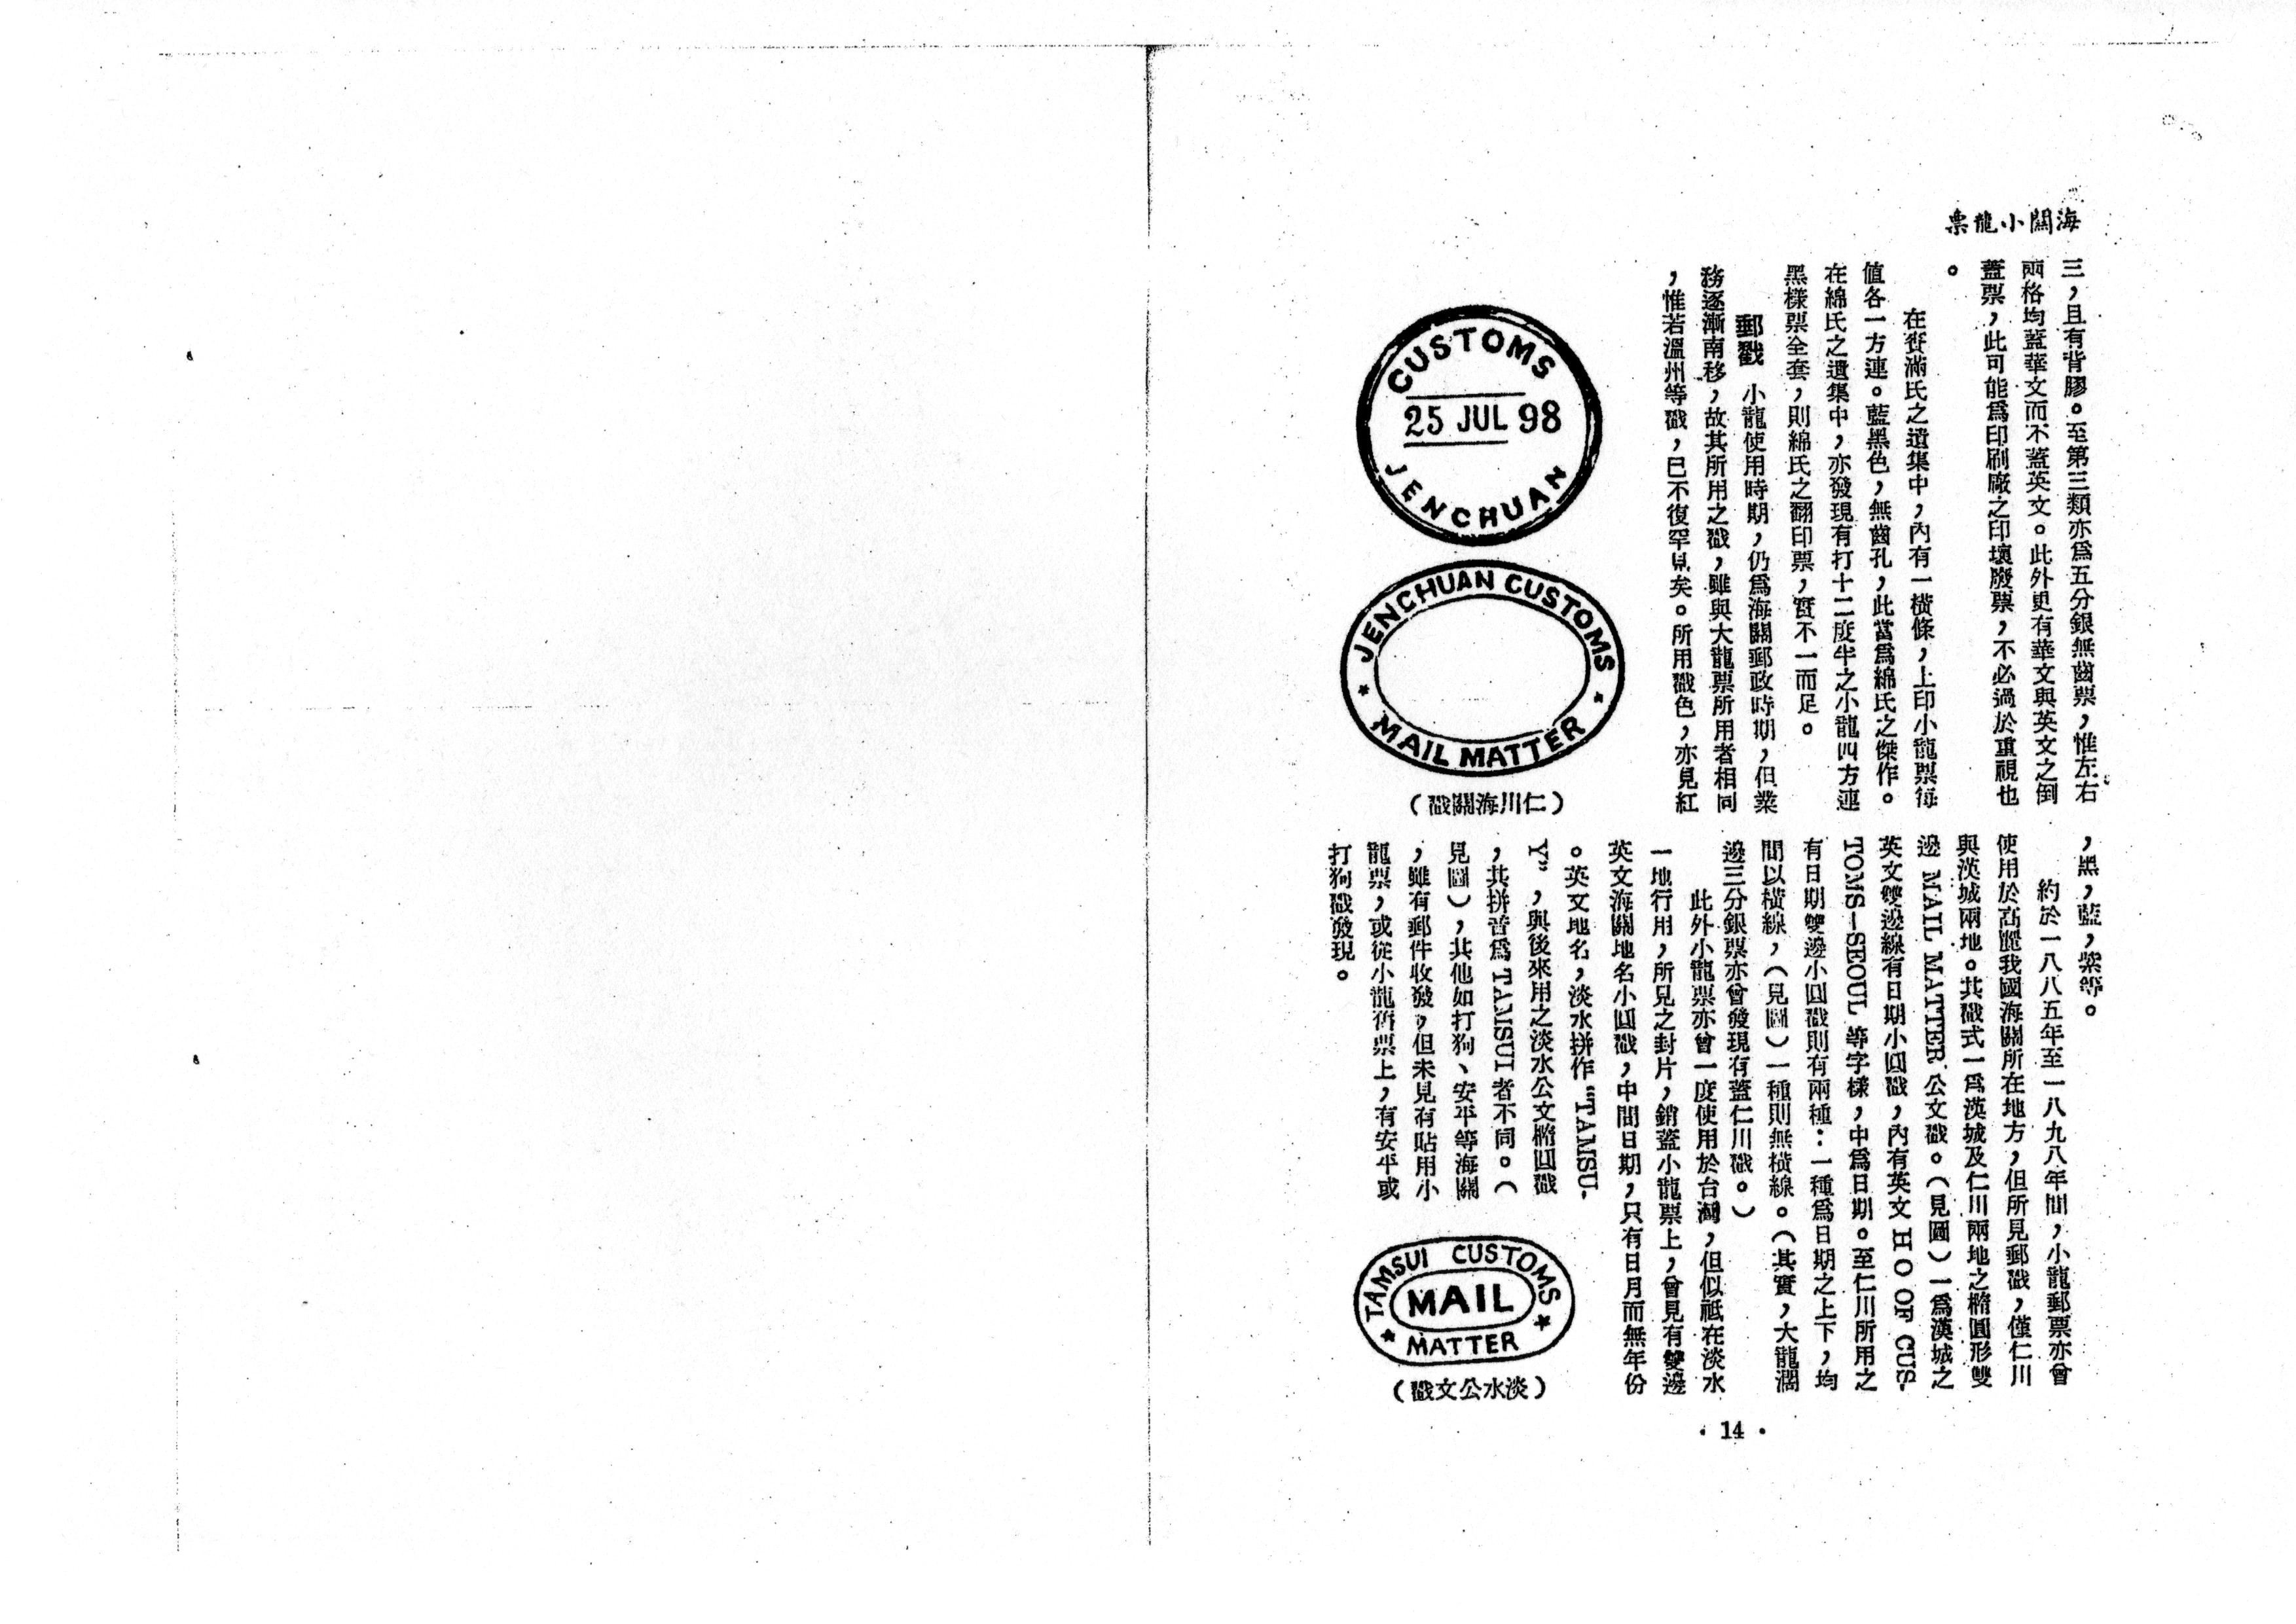 海關小龍票
三，且有背膠。至第三類亦爲五分銀無齒票，惟左右
兩格均蓋華文而不蓋英文。此外更有華文與英文之倒
蓋票，此可能爲印刷廠之印壞廢票，不必過於重視也
。
在賓滿氏之遺集中，內有一橫條，上印小龍票每
値各一方連。藍黑色，無齒孔，此當爲綿氏之傑作。
在綿氏之遺集中，亦發現有打十二度半之小龍四方連
黑樣票全套，則綿氏之翻印票，實不一而足。
郵戳　小龍使用時期，仍爲海關郵政時期，但業
務逐漸南移，故其所用之戳，雖與大龍票所用者相同
，惟若溫州等戳，已不復罕見矣。所用戳色，亦見紅
CUSTOMS
25 JUL 98
JENCHUAN
JENCHUAN CUSTOMS
MAIL MATTER
（仁川海關戳）
，黑，藍，紫等。
約於一八八五年至一八九八年間，小龍郵票亦曾
使用於高麗我國海關所在地方，但所見郵戳，僅仁川
與漢城兩地。其戳式一爲漢城及仁川兩地之橢圓形雙
邊 MAIL MATTER 公文戳。（見圖）一爲漢城之
英文雙邊線有日期小圓戳，內有英文 H O OF CUS-
TOMS—SEOUL 等字樣，中爲日期。至仁川所用之
有日期雙邊小圓戳則有兩種：一種爲日期之上下，均
間以橫線，（見圖）一種則無橫線。（其實，大龍濶
邊三分銀票亦曾發現有蓋仁川戳。）
此外小龍票亦曾一度使用於台灣，但似祗在淡水
一地行用，所見之封片，銷蓋小龍票上，曾見有雙邊
英文海關地名小圓戳，中間日期，只有日月而無年份
。英文地名，淡水拼作“TAMSU-
Y”，與後來用之淡水公文橢圓戳
，其拼音爲 TAMSUI 者不同。（
見圖），其他如打狗、安平等海關
，雖有郵件收發，但未見有貼用小
龍票，或從小龍舊票上，有安平或
打狗戳發現。
TAMSUI CUSTOMS
MAIL
MATTER
（淡水公文戳）
· 14 ·